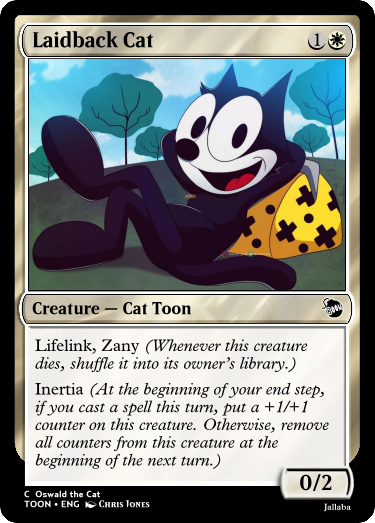 Laidback Cat 1
Creature — Cat Toon
Lifelink, Zany (Whenever this creature
dies, shuffle it into its owner's library.)
Inertia (At the beginning of your end step,
if you cast a spell this turn, put a +1/+1
counter on this creature. Otherwise, remove
all counters from this creature at the
beginning of the next turn.)
0/2
C Oswald the Cat
TOON • ENG Chris Jones
Jallaba